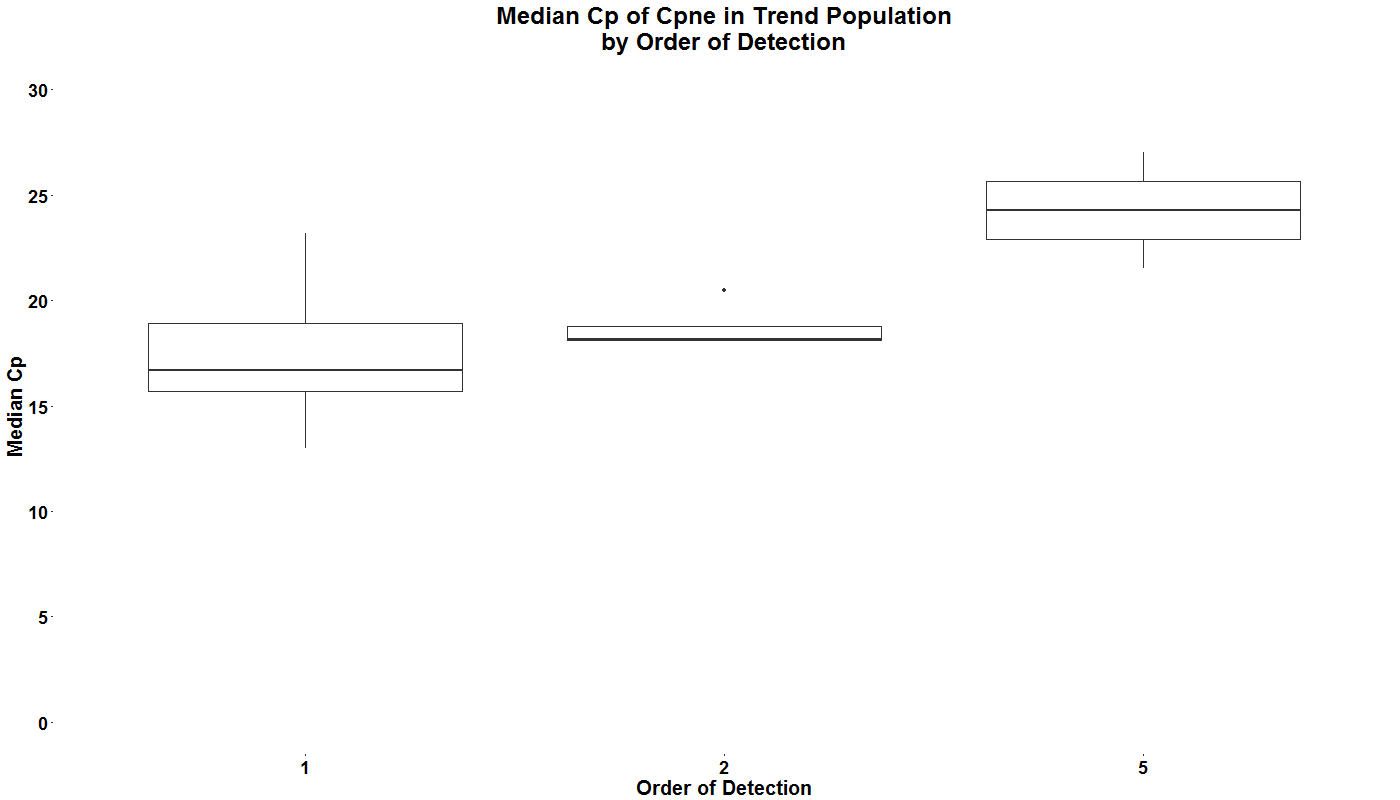 Median Cp of Cpne in Trend Population
by Order of Detection
30
25
20
15
10
5
0
Median Cp
1 2 5
Order of Detection